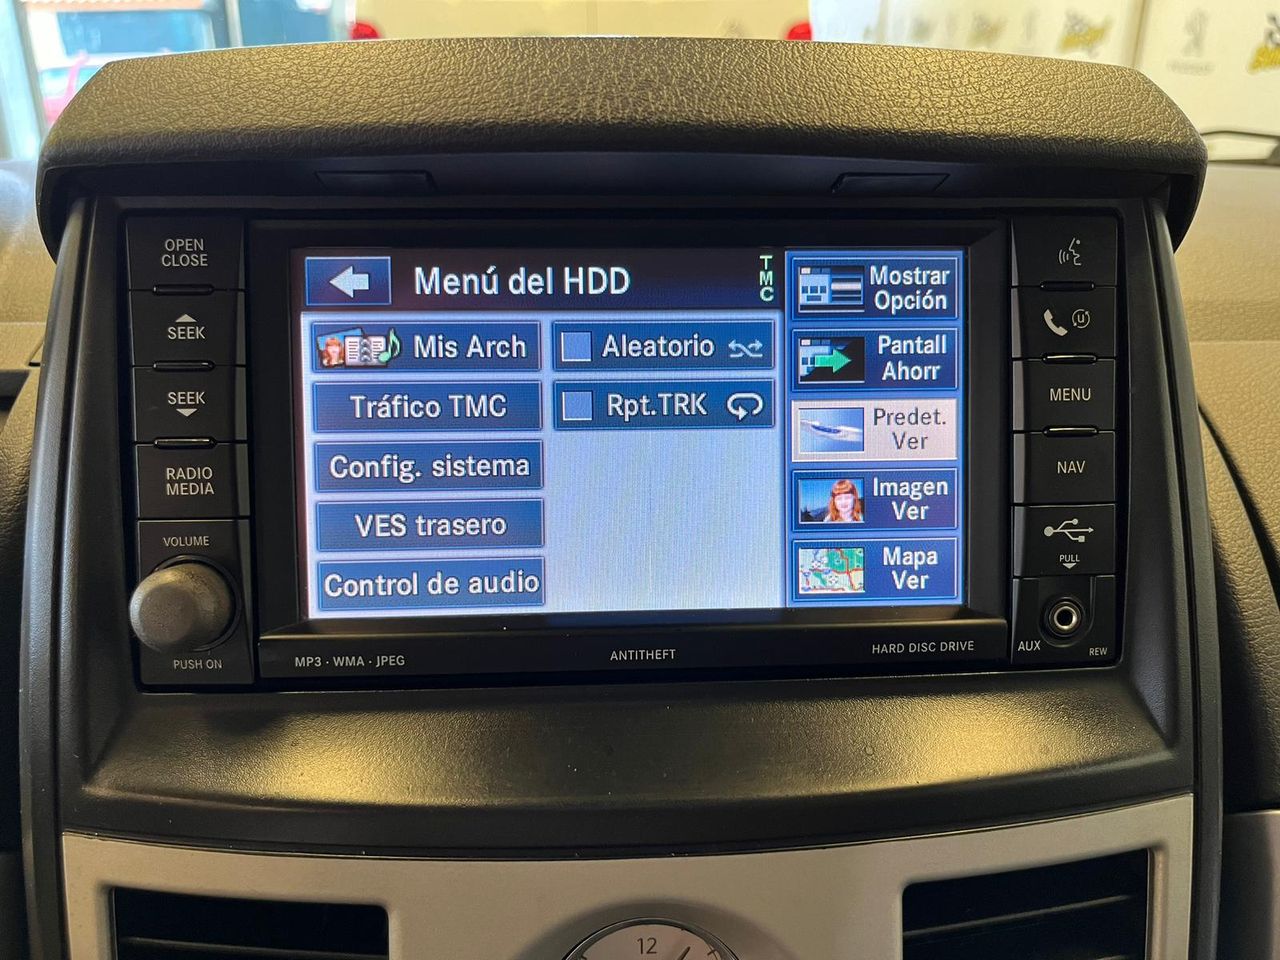 OPEN
CLOSE
SEEK
SEEK
RADIO
MEDIA
VOLUME
PUSH ON
Menú del HDD
TMC
Mis Arch
Aleatorio
Tráfico TMC
Rpt.TRK
Config. sistema
VES trasero
Control de audio
Mostrar
Opción
Pantall
Ahorr
Predet.
Ver
Imagen
Ver
Mapa
Ver
MENU
NAV
PULL
AUX
REW
MP3 · WMA · JPEG
ANTITHEFT
HARD DISC DRIVE
12